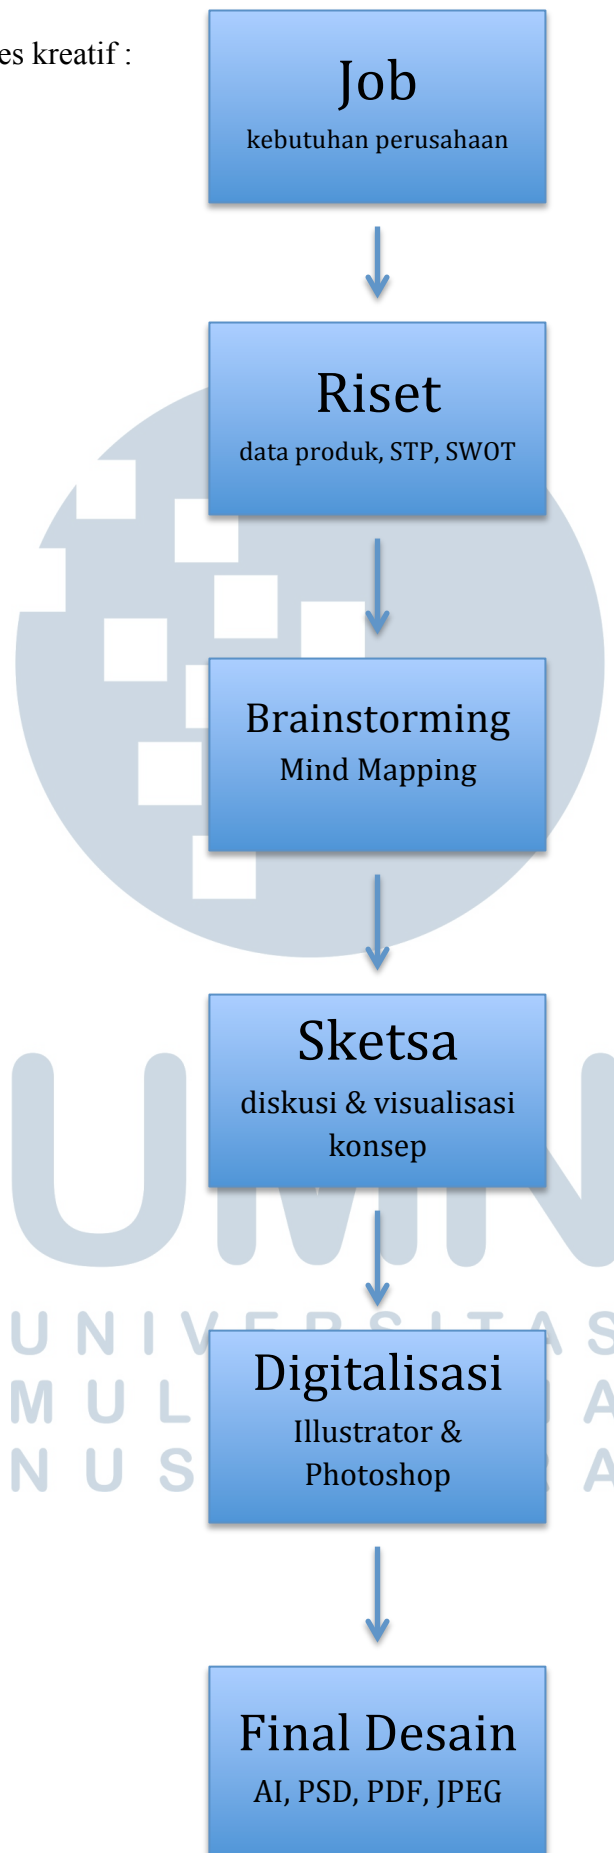 es kreatif :
Job
kebutuhan perusahaan
Riset
data produk, STP, SWOT
Brainstorming
Mind Mapping
Sketsa
diskusi & visualisasi
konsep
UMN
Digitalisasi
Illustrator &
Photoshop
Final Desain
AI, PSD, PDF, JPEG